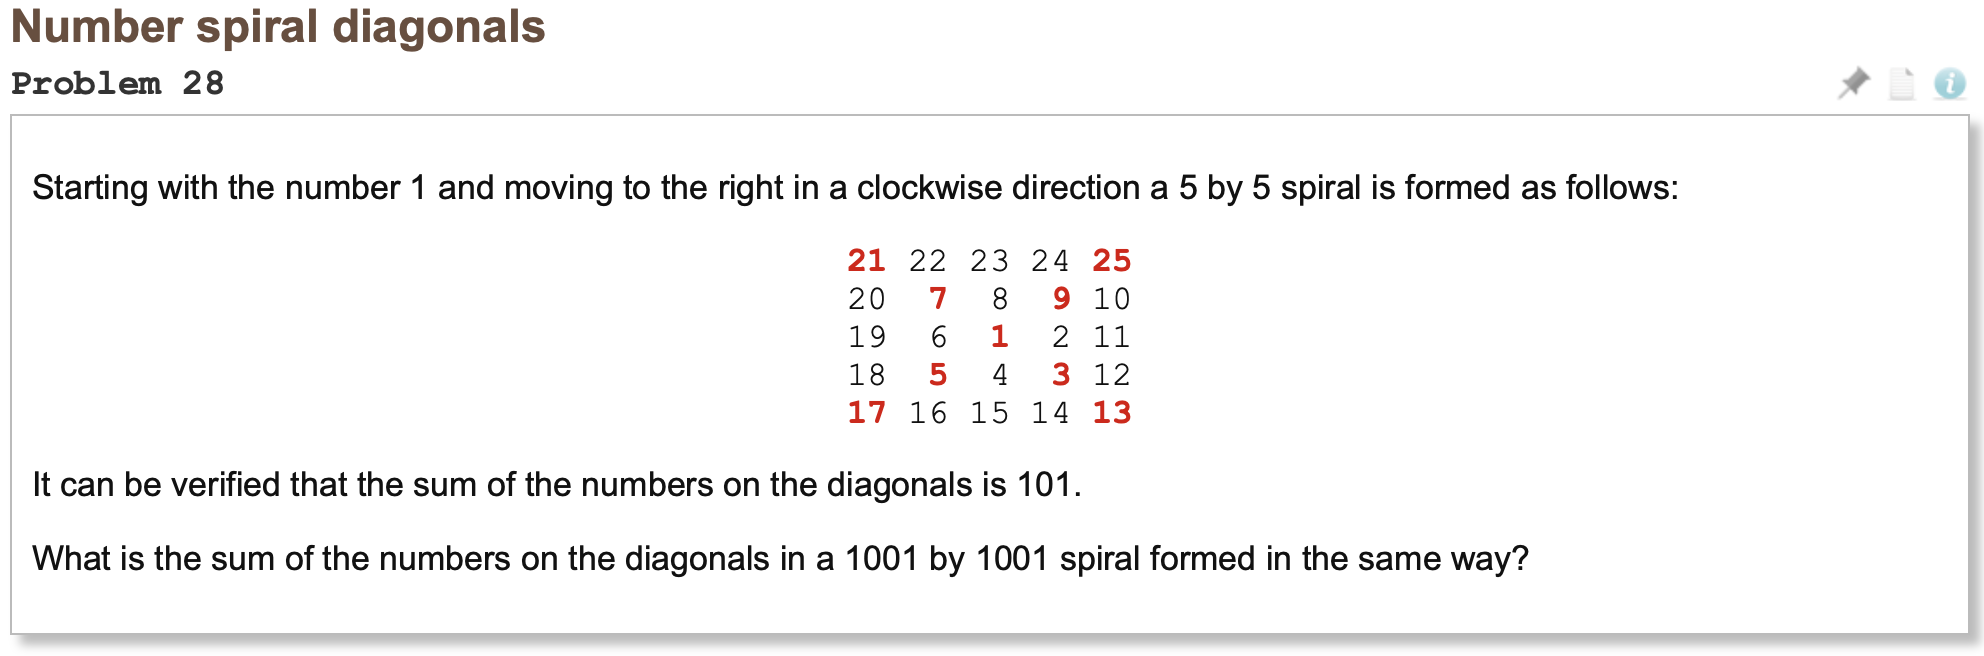 Number spiral diagonals
Problem 28
Starting with the number 1 and moving to the right in a clockwise direction a 5 by 5 spiral is formed as follows:
21 22 23 24 25
20 7 8 9 10
19 6 1 2 11
18 5 4 3 12
17 16 15 14 13
It can be verified that the sum of the numbers on the diagonals is 101.
What is the sum of the numbers on the diagonals in a 1001 by 1001 spiral formed in the same way?